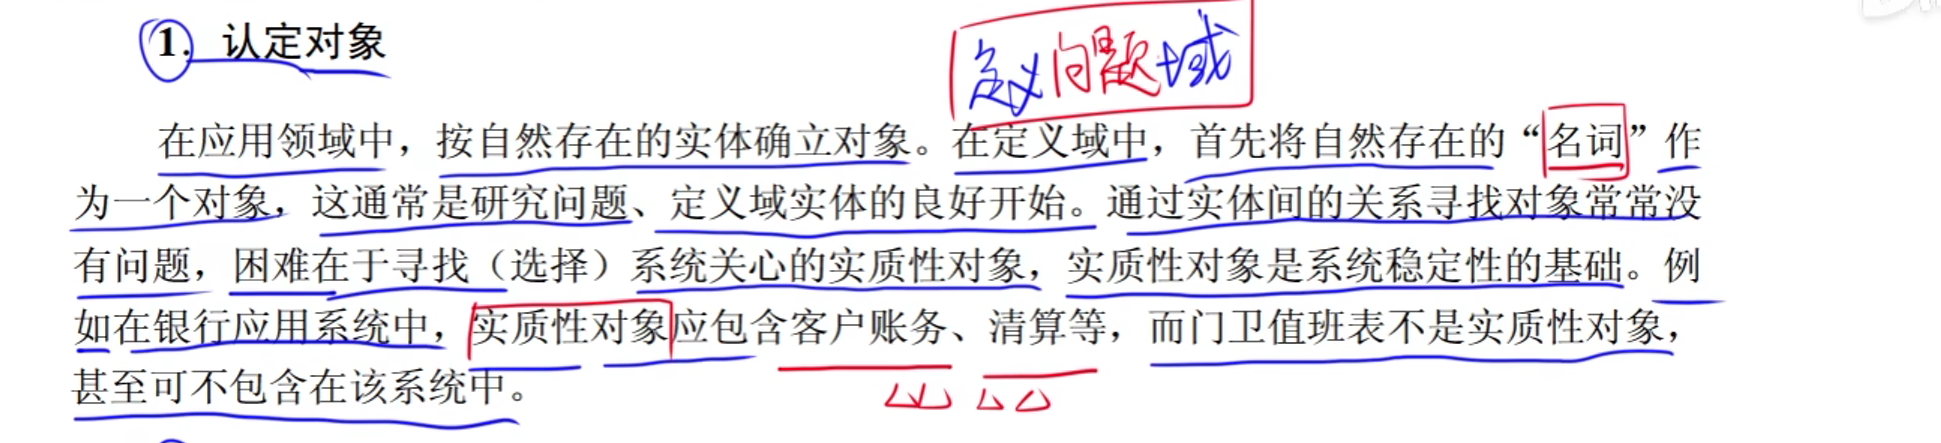 1. 认定对象
定义问题域
在应用领域中，按自然存在的实体确立对象。在定义域中，首先将自然存在的“名词”作
为一个对象，这通常是研究问题、定义域实体的良好开始。通过实体间的关系寻找对象常常没
有问题，困难在于寻找（选择）系统关心的实质性对象，实质性对象是系统稳定性的基础。例
如在银行应用系统中，实质性对象应包含客户账务、清算等，而门卫值班表不是实质性对象，
甚至可不包含在该系统中。